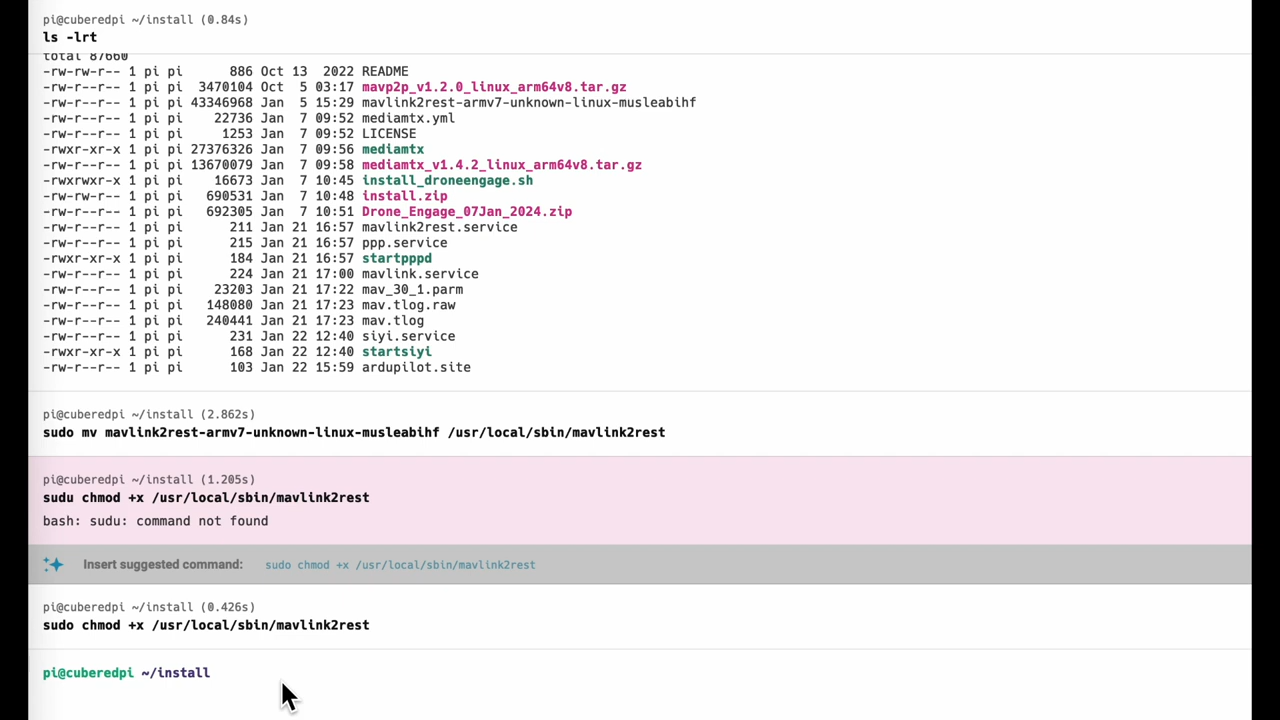 pi@cuberedpi ~/install (0.84s)
ls -lrt
total 87660
-rw-rw-r-- 1 pi pi 886 Oct 13 2022 README
-rw-r--r-- 1 pi pi 3470104 Oct 5 03:17 mavp2p_v1.2.0_linux_arm64v8.tar.gz
-rw-r--r-- 1 pi pi 43346968 Jan 5 15:29 mavlink2rest-armv7-unknown-linux-musleabihf
-rw-r--r-- 1 pi pi 22736 Jan 7 09:52 mediamtx.yml
-rw-r--r-- 1 pi pi 1253 Jan 7 09:52 LICENSE
-rwxr-xr-x 1 pi pi 27376326 Jan 7 09:56 mediamtx
-rw-r--r-- 1 pi pi 13670079 Jan 7 09:58 mediamtx_v1.4.2_linux_arm64v8.tar.gz
-rwxrwxr-x 1 pi pi 16673 Jan 7 10:45 install_droneengage.sh
-rw-rw-r-- 1 pi pi 690531 Jan 7 10:48 install.zip
-rw-r--r-- 1 pi pi 692305 Jan 7 10:51 Drone_Engage_07Jan_2024.zip
-rw-r--r-- 1 pi pi 211 Jan 21 16:57 mavlink2rest.service
-rw-r--r-- 1 pi pi 215 Jan 21 16:57 ppp.service
-rwxr-xr-x 1 pi pi 184 Jan 21 16:57 startpppd
-rw-r--r-- 1 pi pi 224 Jan 21 17:00 mavlink.service
-rw-r--r-- 1 pi pi 23203 Jan 21 17:22 mav_30_1.parm
-rw-r--r-- 1 pi pi 148080 Jan 21 17:23 mav.tlog.raw
-rw-r--r-- 1 pi pi 240441 Jan 21 17:23 mav.tlog
-rw-r--r-- 1 pi pi 231 Jan 22 12:40 siyi.service
-rwxr-xr-x 1 pi pi 168 Jan 22 12:40 startsiyi
-rw-r--r-- 1 pi pi 103 Jan 22 15:59 ardupilot.site
pi@cuberedpi ~/install (2.862s)
sudo mv mavlink2rest-armv7-unknown-linux-musleabihf /usr/local/sbin/mavlink2rest
pi@cuberedpi ~/install (1.205s)
sudu chmod +x /usr/local/sbin/mavlink2rest
bash: sudu: command not found
Insert suggested command: sudo chmod +x /usr/local/sbin/mavlink2rest
pi@cuberedpi ~/install (0.426s)
sudo chmod +x /usr/local/sbin/mavlink2rest
pi@cuberedpi ~/install